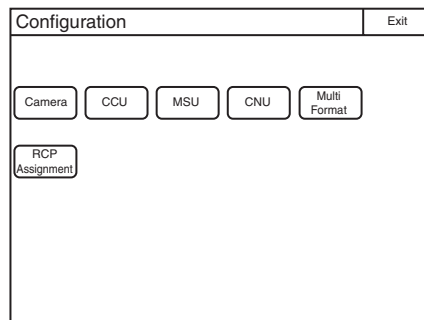 Configuration
Exit
Camera
CCU
MSU
CNU
Multi
Format
RCP
Assignment